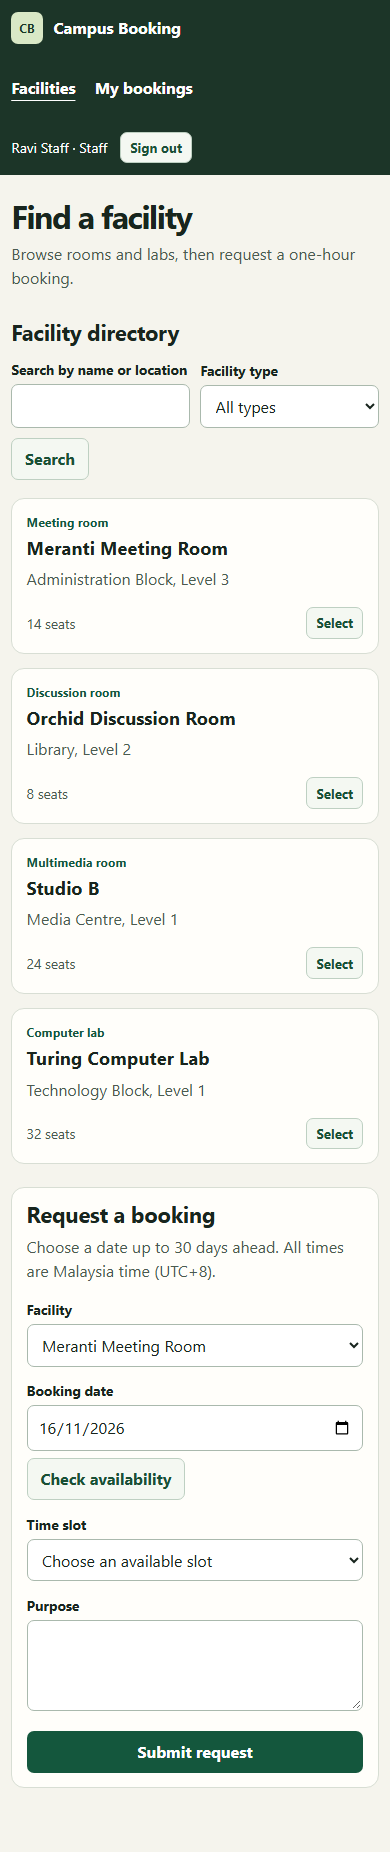 CB Campus Booking
Facilities My bookings
Ravi Staff · Staff Sign out
Find a facility
Browse rooms and labs, then request a one-hour
booking.
Facility directory
Search by name or location Facility type
All types
Search
Meeting room
Meranti Meeting Room
Administration Block, Level 3
14 seats Select
Discussion room
Orchid Discussion Room
Library, Level 2
8 seats Select
Multimedia room
Studio B
Media Centre, Level 1
24 seats Select
Computer lab
Turing Computer Lab
Technology Block, Level 1
32 seats Select
Request a booking
Choose a date up to 30 days ahead. All times
are Malaysia time (UTC+8).
Facility
Meranti Meeting Room
Booking date
16/11/2026
Check availability
Time slot
Choose an available slot
Purpose
Submit request